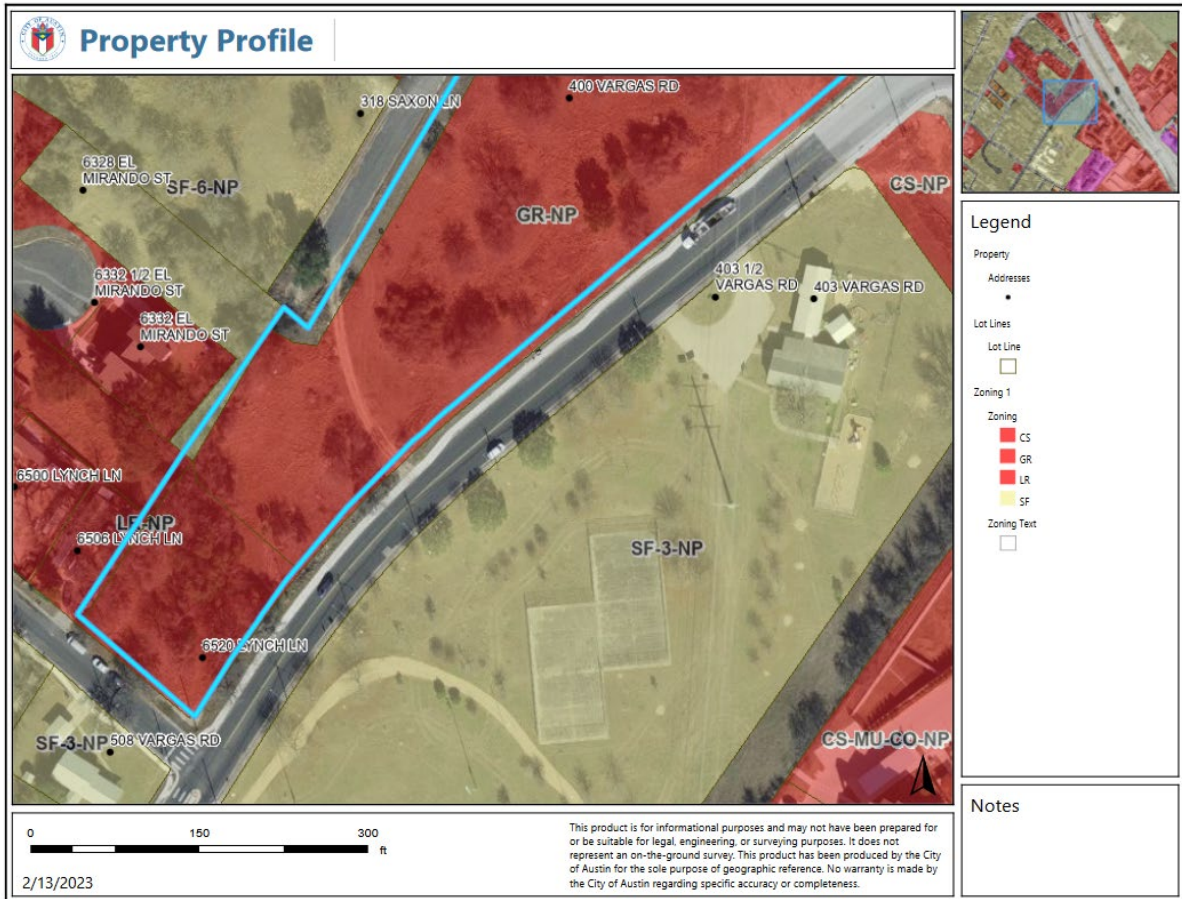 Property Profile
318 SAXON LN
400 VARGAS RD
6328 EL
MIRANDO ST
SF-6-NP
CS-NP
GR-NP
6332 1/2 EL
MIRANDO ST
403 1/2
VARGAS RD
403 VARGAS RD
6332 EL
MIRANDO ST
6500 LYNCH LN
LR-NP
6506 LYNCH LN
SF-3-NP
6520 LYNCH LN
SF-3-NP
508 VARGAS RD
CS-MU-CO-NP
Legend
Property
Addresses
Lot Lines
Lot Line
Zoning 1
Zoning
CS
GR
LR
SF
Zoning Text
Notes
0 150 300
ft
2/13/2023
This product is for informational purposes and may not have been prepared for
or be suitable for legal, engineering, or surveying purposes. It does not
represent an on-the-ground survey. This product has been produced by the City
of Austin for the sole purpose of geographic reference. No warranty is made by
the City of Austin regarding specific accuracy or completeness.